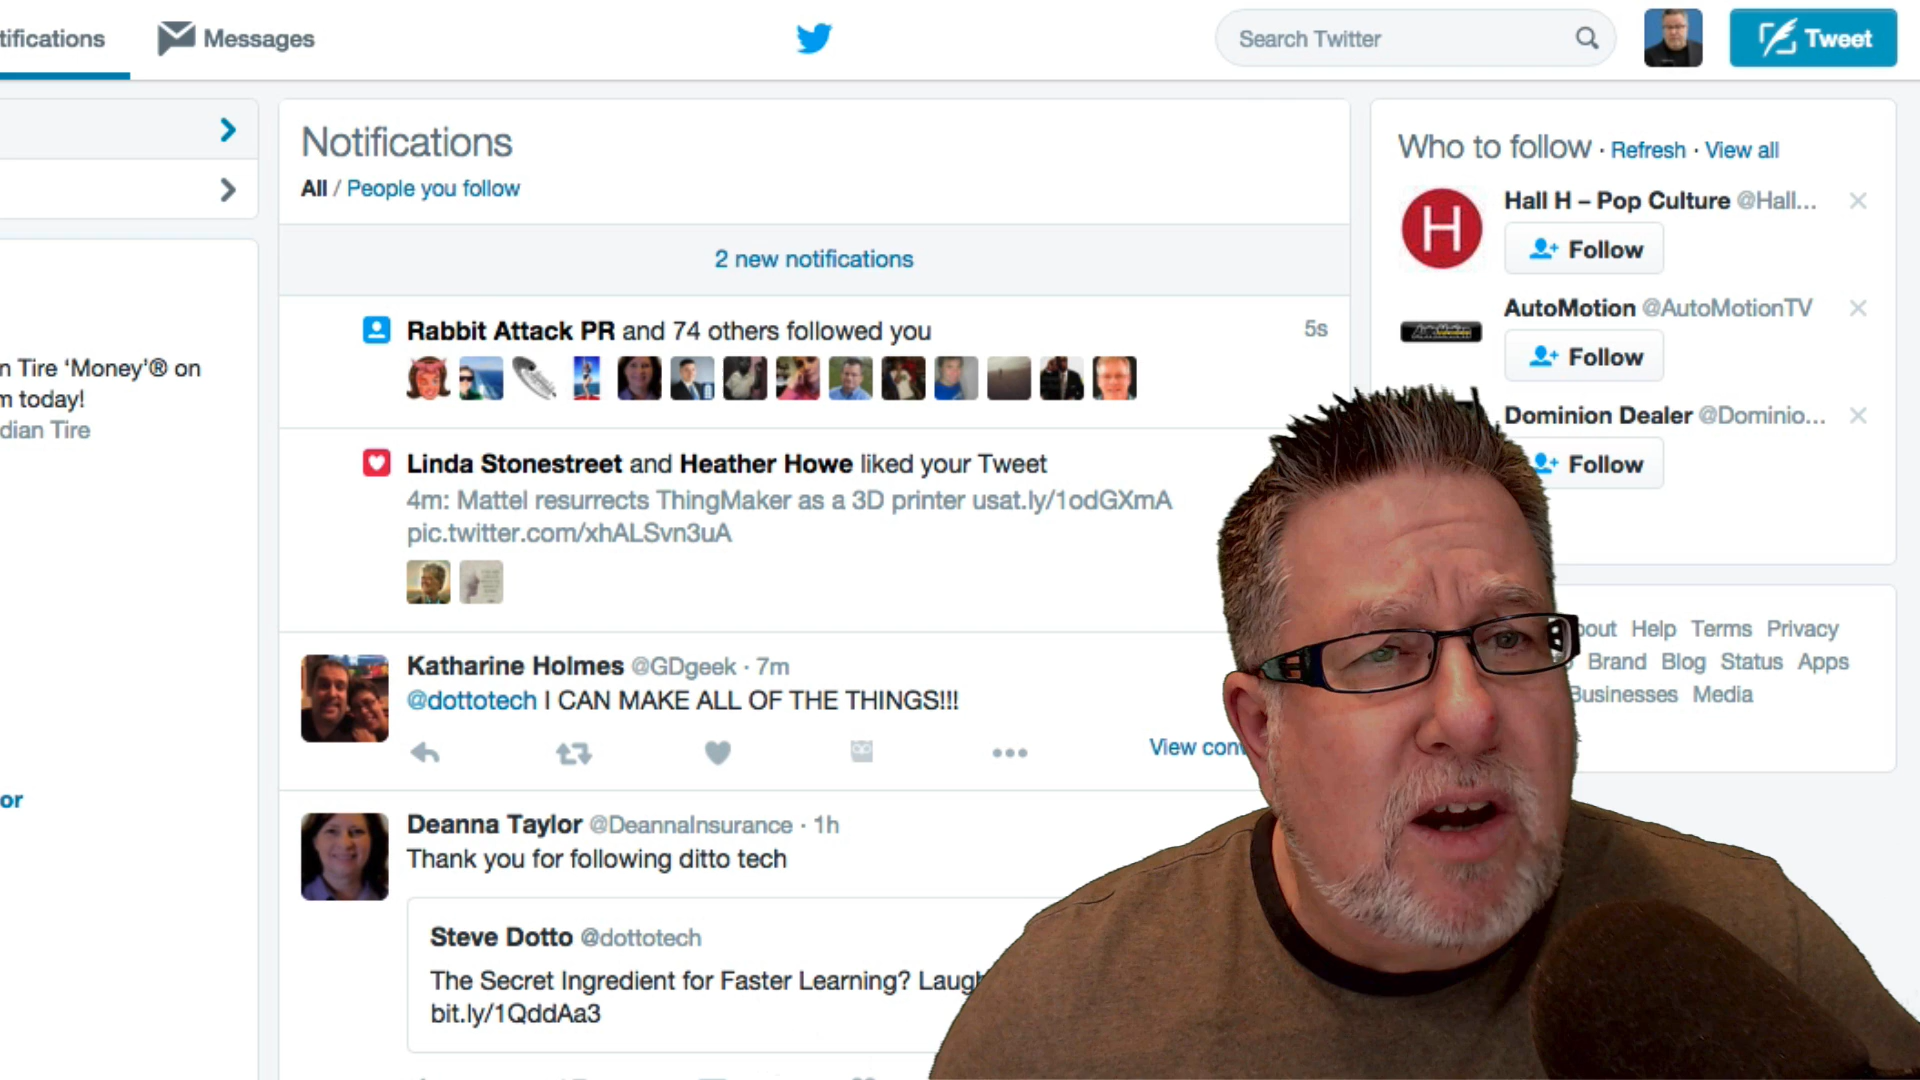 tifications
Messages
Search Twitter
Tweet
Notifications
All / People you follow
2 new notifications
Rabbit Attack PR and 74 others followed you
5s
Linda Stonestreet and Heather Howe liked your Tweet
4m: Mattel resurrects ThingMaker as a 3D printer usat.ly/1odGXmA
pic.twitter.com/xhALSvn3uA
Katharine Holmes @GDgeek · 7m
@dottotech I CAN MAKE ALL OF THE THINGS!!!
View conv
Deanna Taylor @DeannaInsurance · 1h
Thank you for following ditto tech
Steve Dotto @dottotech
The Secret Ingredient for Faster Learning? Laugh
bit.ly/1QddAa3
n Tire ‘Money’® on
m today!
dian Tire
or
Who to follow · Refresh · View all
H
Hall H – Pop Culture @Hall...
Follow
AutoMotion @AutoMotionTV
AutoMotion
Follow
Dominion Dealer @Dominio...
Follow
bout Help Terms Privacy
Brand Blog Status Apps
Businesses Media